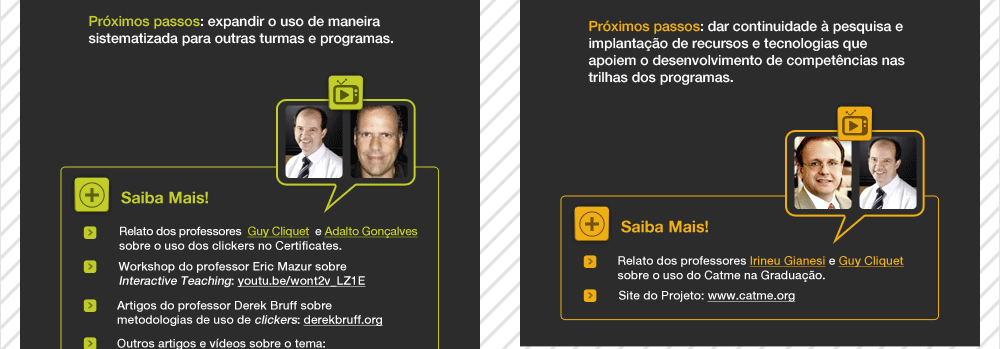 Próximos passos: expandir o uso de maneira
sistematizada para outras turmas e programas.
Saiba Mais!
Relato dos professores Guy Cliquet e Adalto Gonçalves
sobre o uso dos clickers no Certificates.
Workshop do professor Eric Mazur sobre
Interactive Teaching: youtu.be/wont2v_LZ1E
Artigos do professor Derek Bruff sobre
metodologias de uso de clickers: derekbruff.org
Outros artigos e vídeos sobre o tema:
Próximos passos: dar continuidade à pesquisa e
implantação de recursos e tecnologias que
apoiem o desenvolvimento de competências nas
trilhas dos programas.
Saiba Mais!
Relato dos professores Irineu Gianesi e Guy Cliquet
sobre o uso do Catme na Graduação.
Site do Projeto: www.catme.org